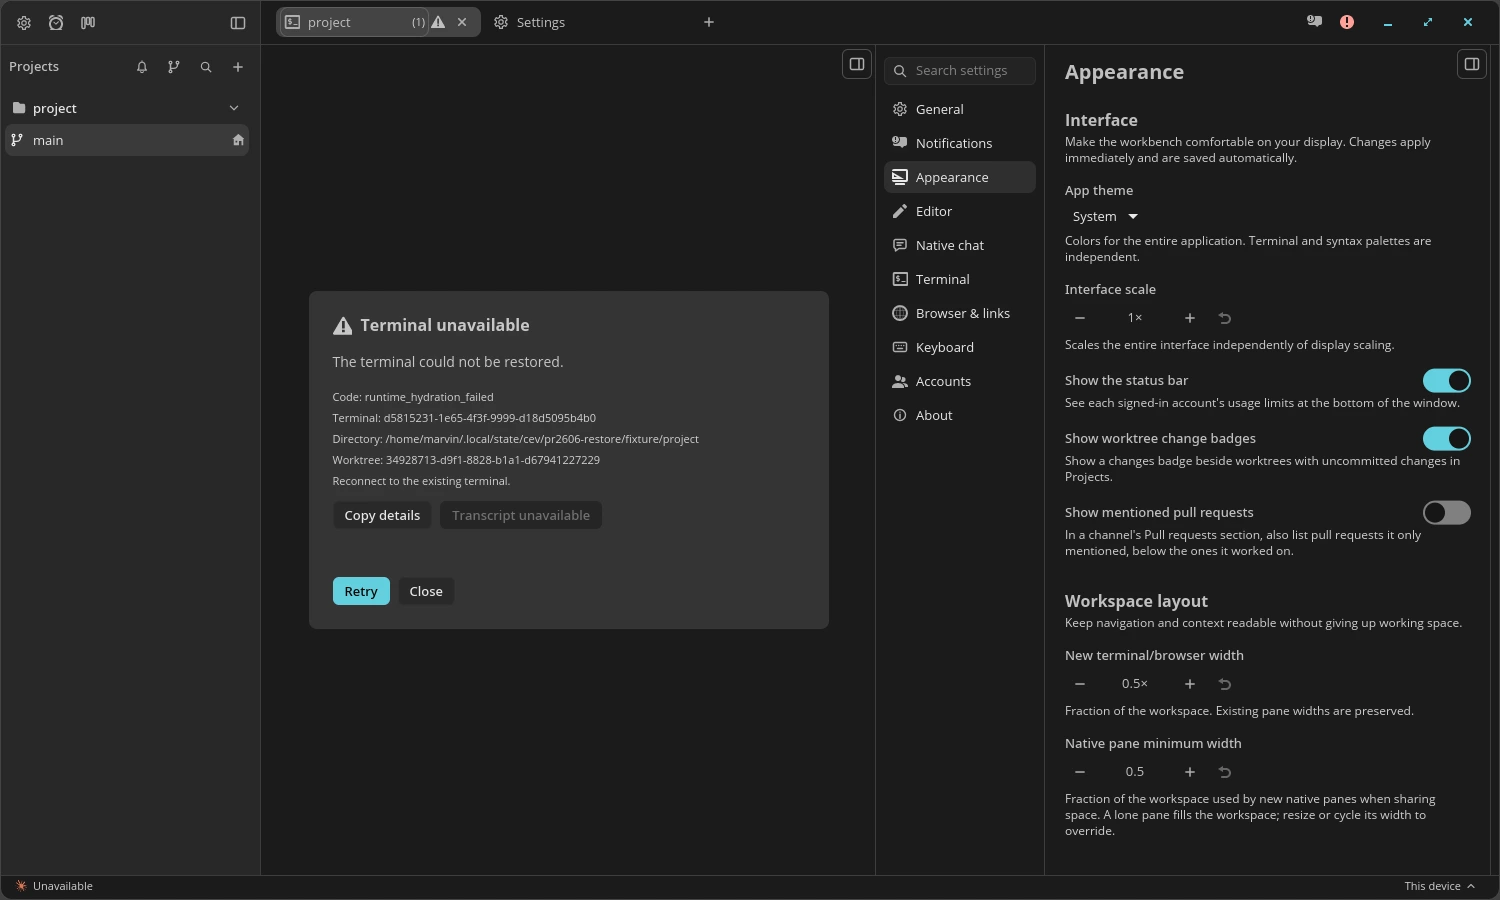 project (1)
Settings
Projects
project
main
Terminal unavailable
The terminal could not be restored.
Code: runtime_hydration_failed
Terminal: d5815231-1e65-4f3f-9999-d18d5095b4b0
Directory: /home/marvin/.local/state/cev/pr2606-restore/fixture/project
Worktree: 34928713-d9f1-8828-b1a1-d67941227229
Reconnect to the existing terminal.
Copy details
Transcript unavailable
Retry
Close
Search settings
General
Notifications
Appearance
Editor
Native chat
Terminal
Browser & links
Keyboard
Accounts
About
Appearance
Interface
Make the workbench comfortable on your display. Changes apply
immediately and are saved automatically.
App theme
System
Colors for the entire application. Terminal and syntax palettes are
independent.
Interface scale
− 1× +
Scales the entire interface independently of display scaling.
Show the status bar
See each signed-in account's usage limits at the bottom of the window.
Show worktree change badges
Show a changes badge beside worktrees with uncommitted changes in
Projects.
Show mentioned pull requests
In a channel's Pull requests section, also list pull requests it only
mentioned, below the ones it worked on.
Workspace layout
Keep navigation and context readable without giving up working space.
New terminal/browser width
− 0.5× +
Fraction of the workspace. Existing pane widths are preserved.
Native pane minimum width
− 0.5 +
Fraction of the workspace used by new native panes when sharing
space. A lone pane fills the workspace; resize or cycle its width to
override.
Unavailable
This device